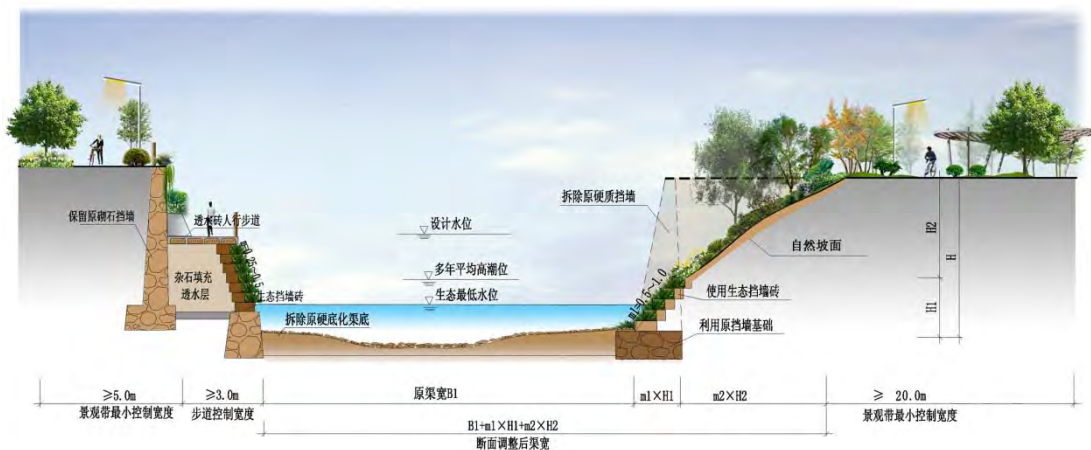 保留原砌石挡墙
透水砖人行步道
杂石填充
透水层
生态挡墙砖
拆除原硬底化渠底
设计水位
多年平均高潮位
生态最低水位
拆除原硬质挡墙
m1=0.5~1.0
自然坡面
使用生态挡墙砖
利用原挡墙基础
H2
H
H1
≥5.0m
景观带最小控制宽度
≥3.0m
步道控制宽度
原渠宽B1
m1×H1
m2×H2
≥ 20.0m
景观带最小控制宽度
B1+m1×H1+m2×H2
断面调整后渠宽